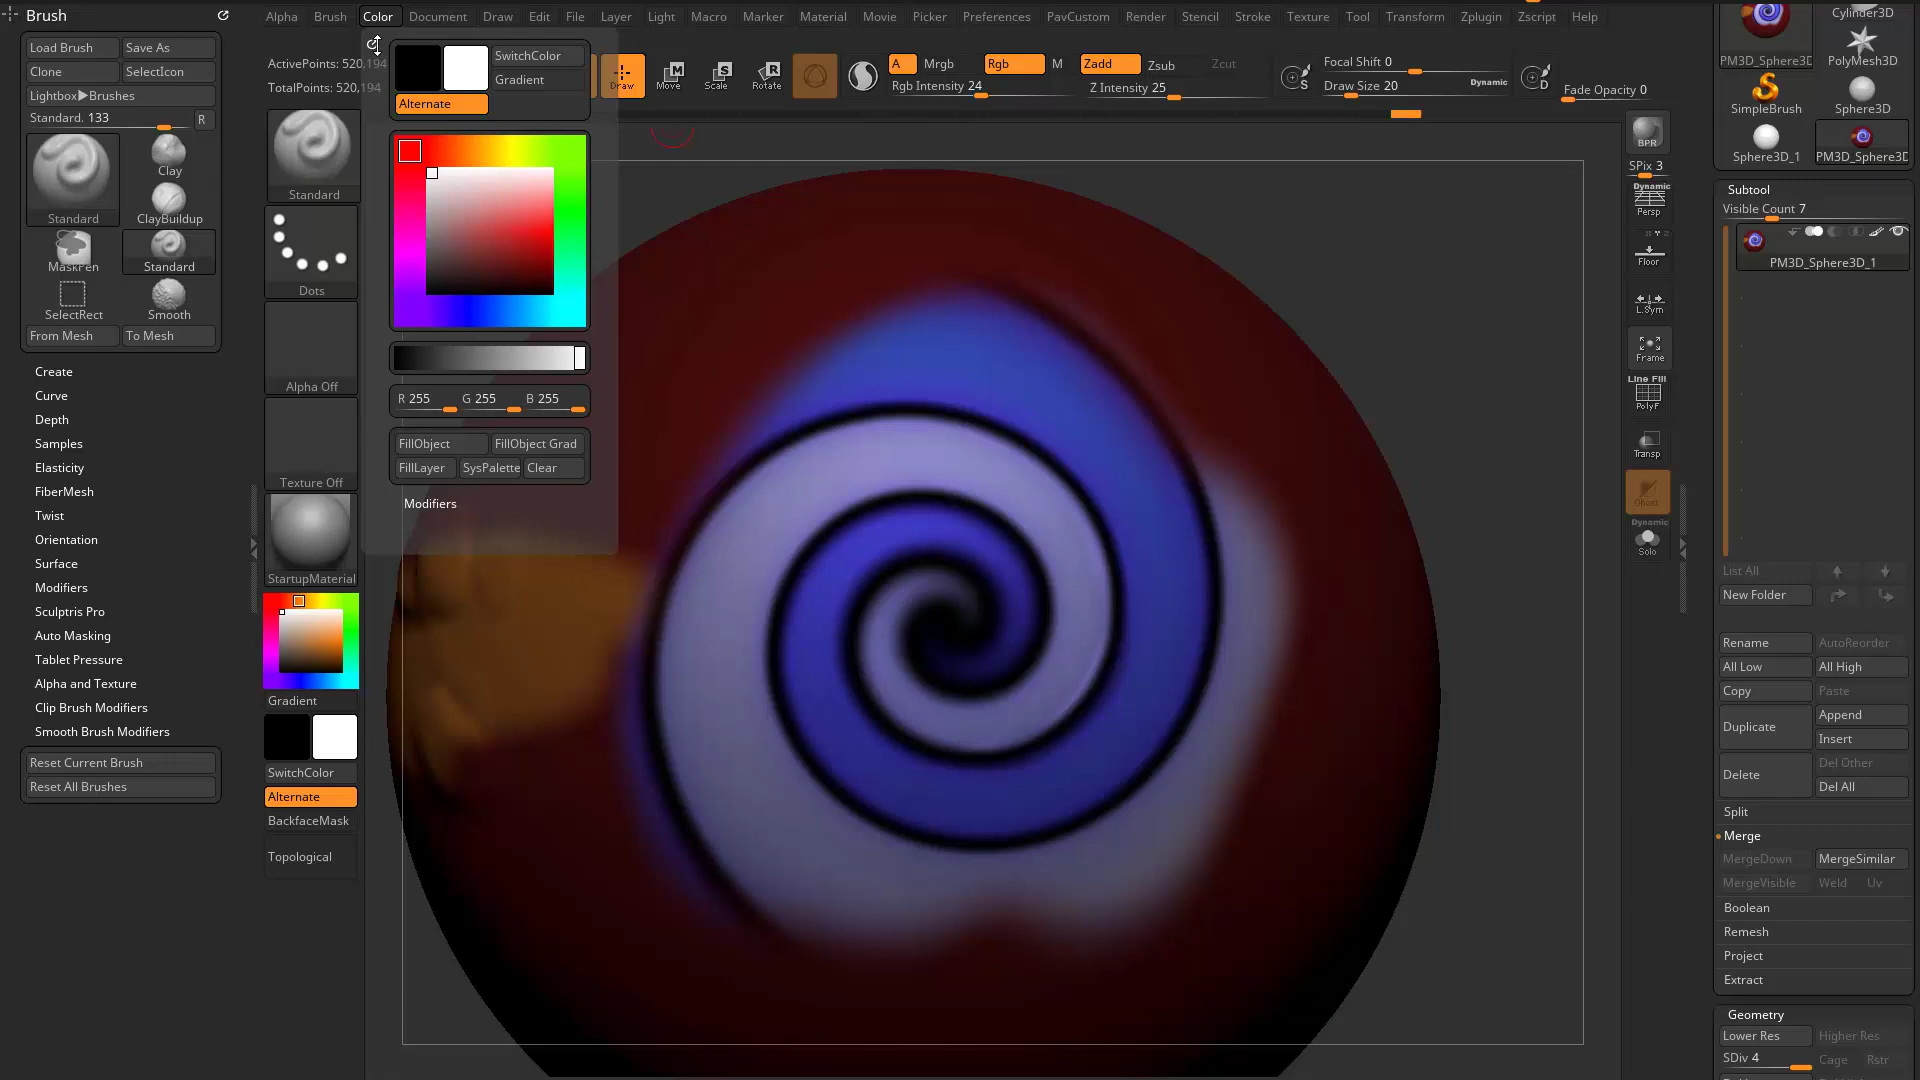 Brush
Alpha Brush Color Document Draw Edit File Layer Light Macro Marker Material Movie Picker Preferences PavCustom Render Stencil Stroke Texture Tool Transform Zplugin Zscript Help
Load Brush Save As
Clone SelectIcon
Lightbox▶Brushes
Standard. 133 R
Standard
Clay
ClayBuildup
MaskPen
Standard
SelectRect
Smooth
From Mesh To Mesh
Create
Curve
Depth
Samples
Elasticity
FiberMesh
Twist
Orientation
Surface
Modifiers
Sculptris Pro
Auto Masking
Tablet Pressure
Alpha and Texture
Clip Brush Modifiers
Smooth Brush Modifiers
Reset Current Brush
Reset All Brushes
ActivePoints: 520,194
TotalPoints: 520,194
Standard
Dots
Alpha Off
Texture Off
StartupMaterial
Gradient
SwitchColor
Alternate
BackfaceMask
Topological
SwitchColor
Gradient
Alternate
R 255 G 255 B 255
FillObject FillObject Grad
FillLayer SysPalette Clear
Modifiers
Draw
Move
Scale
Rotate
A Mrgb Rgb M Zadd Zsub Zcut
Rgb Intensity 24 Z Intensity 25
S
Focal Shift 0
Draw Size 20 Dynamic
D
Fade Opacity 0
BPR
SPix 3
Dynamic
Persp
Floor
L.Sym
Frame
Line Fill
PolyF
Transp
Ghost
Dynamic
Solo
Cylinder3D
PM3D_Sphere3D
PolyMesh3D
SimpleBrush
Sphere3D
Sphere3D_1
PM3D_Sphere3D
Subtool
Visible Count 7
PM3D_Sphere3D_1
List All
New Folder
Rename AutoReorder
All Low All High
Copy Paste
Duplicate Append
Insert
Delete Del Other
Del All
Split
Merge
MergeDown MergeSimilar
MergeVisible Weld Uv
Boolean
Remesh
Project
Extract
Geometry
Lower Res Higher Res
SDiv 4 Cage Rstr